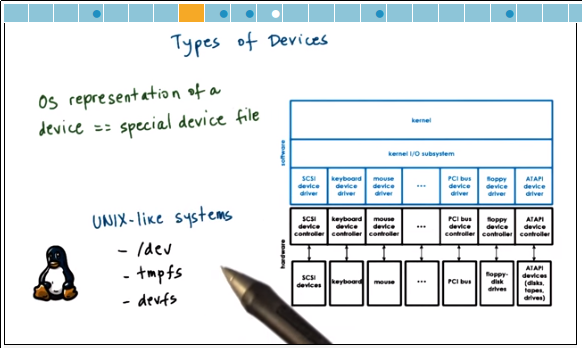 Types of Devices
OS representation of a
device == special device file
UNIX-like systems
- /dev
- tmpfs
- devfs
kernel
kernel I/O subsystem
software
SCSI device driver
keyboard device driver
mouse device driver
...
PCI bus device driver
floppy device driver
ATAPI device driver
hardware
SCSI device controller
keyboard device controller
mouse device controller
...
PCI bus device controller
floppy device controller
ATAPI device controller
SCSI devices
keyboard
mouse
...
PCI bus
floppy-disk drives
ATAPI devices (disks, tapes, drives)